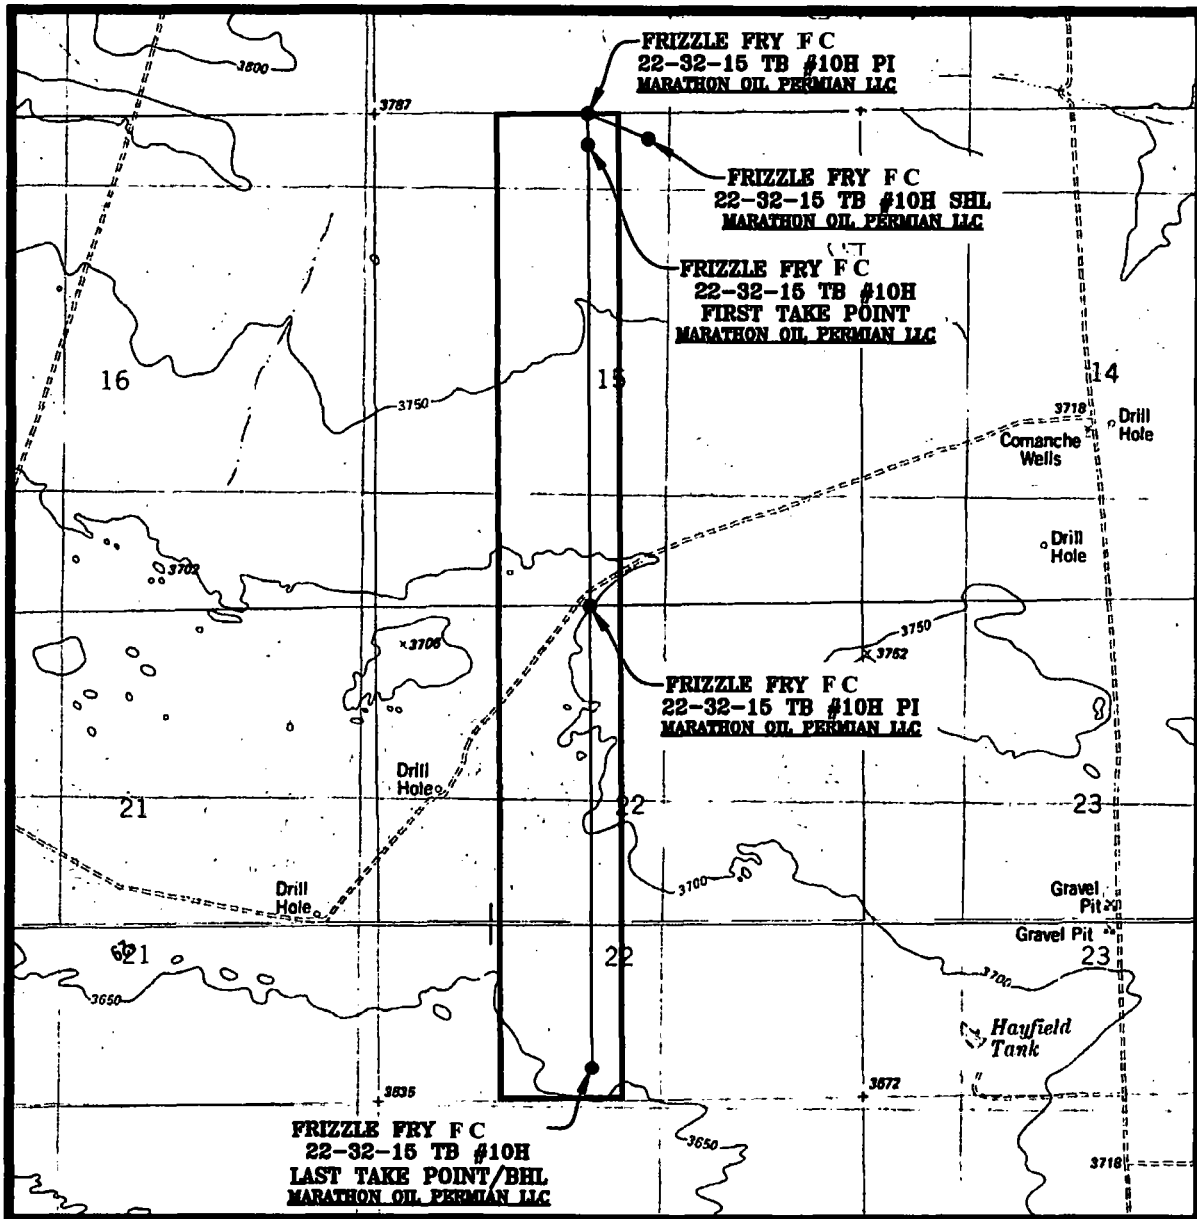 FRIZZLE FRY F C
22-32-15 TB #10H PI
MARATHON OIL PERMIAN LLC
3800
3787
FRIZZLE FRY F C
22-32-15 TB #10H SHL
MARATHON OIL PERMIAN LLC
FRIZZLE FRY F C
22-32-15 TB #10H
FIRST TAKE POINT
MARATHON OIL PERMIAN LLC
16
15
14
3750
3718
Drill
Hole
Comanche
Wells
Drill
Hole
3702
3706
3750
3762
FRIZZLE FRY F C
22-32-15 TB #10H PI
MARATHON OIL PERMIAN LLC
Drill
Hole
21
22
23
3700
Drill
Hole
Gravel
Pit
Gravel Pit
21
22
23
3650
3700
Hayfield
Tank
3635
3672
FRIZZLE FRY F C
22-32-15 TB #10H
LAST TAKE POINT/BHL
MARATHON OIL PERMIAN LLC
3650
3718